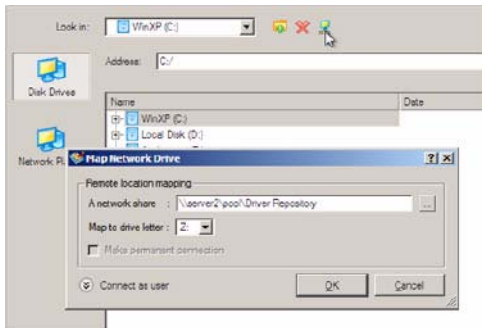 Look in: WinXP (C:)
Address: C:/
Disk Drives
Name Date
WinXP (C:)
Local Disk (D:)
Network
Map Network Drive
Remote location mapping
A network share : \\server2\pool\Driver Repository ...
Map to drive letter : Z:
Make permanent connection
Connect as user OK Cancel